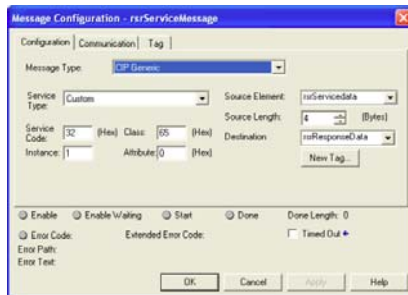 Message Configuration - rsrServiceMessage
Configuration Communication Tag
Message Type: CIP Generic
Service Type: Custom
Source Element: rsrServicedata
Source Length: 4 (Bytes)
Service Code: 32 (Hex) Class: 65 (Hex)
Destination rsrResponseData
Instance: 1 Attribute: 0 (Hex)
New Tag...
Enable Enable Waiting Start Done Done Length: 0
Error Code: Extended Error Code: Timed Out
Error Path:
Error Text:
OK Cancel Apply Help